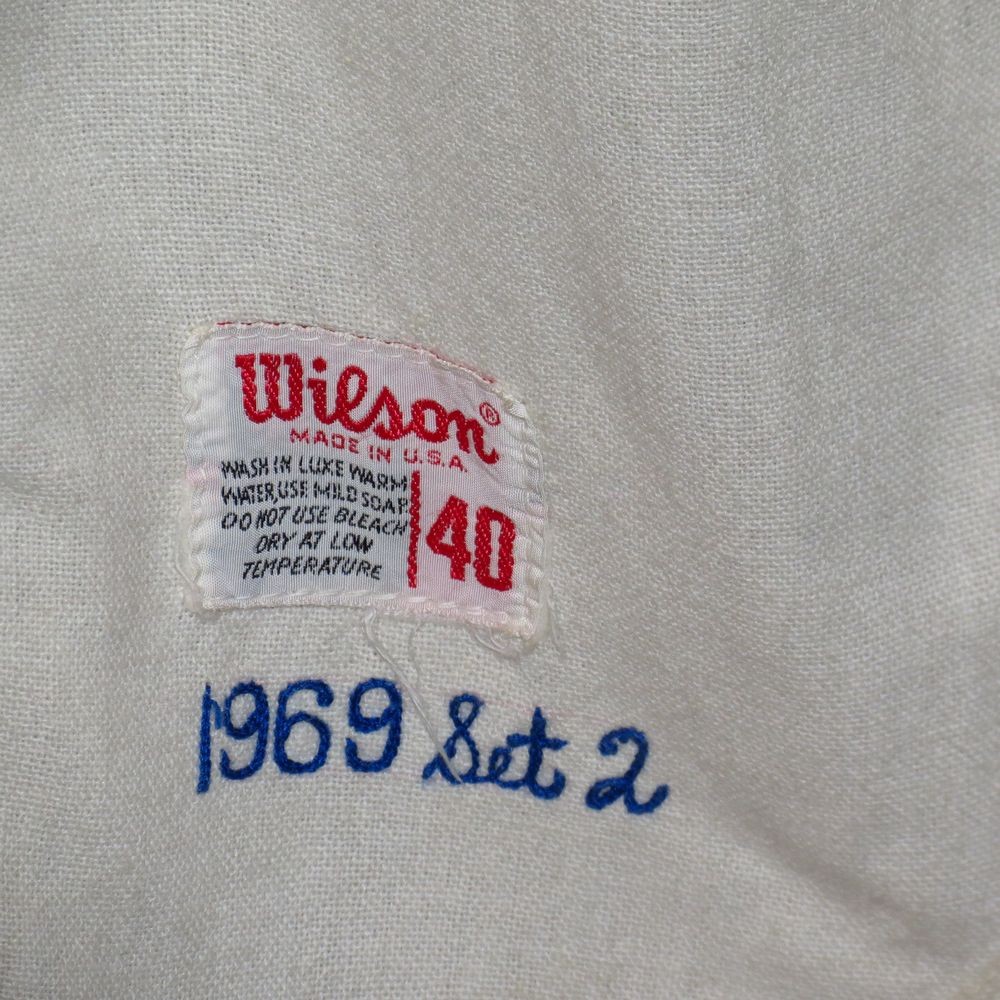 Wilson®
MADE IN U.S.A.
WASH IN LUKE WARM
WATER, USE MILD SOAP
DO NOT USE BLEACH
DRY AT LOW
TEMPERATURE
40
1969 Set 2